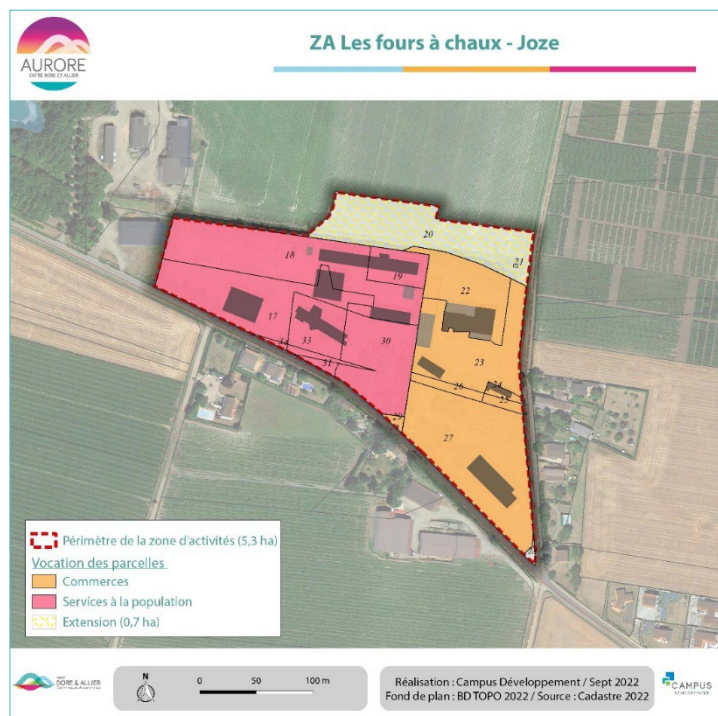 AURORE
ENTRE DORE ET ALLIER
ZA Les fours à chaux - Joze
20
21
18
19
22
17
33
30
23
31
24
26
25
27
Périmètre de la zone d'activités (5,3 ha)
Vocation des parcelles
Commerces
Services à la population
Extension (0,7 ha)
DORE & ALLIER
N
0 50 100 m
Réalisation : Campus Développement / Sept 2022
Fond de plan : BD TOPO 2022 / Source : Cadastre 2022
CAMPUS